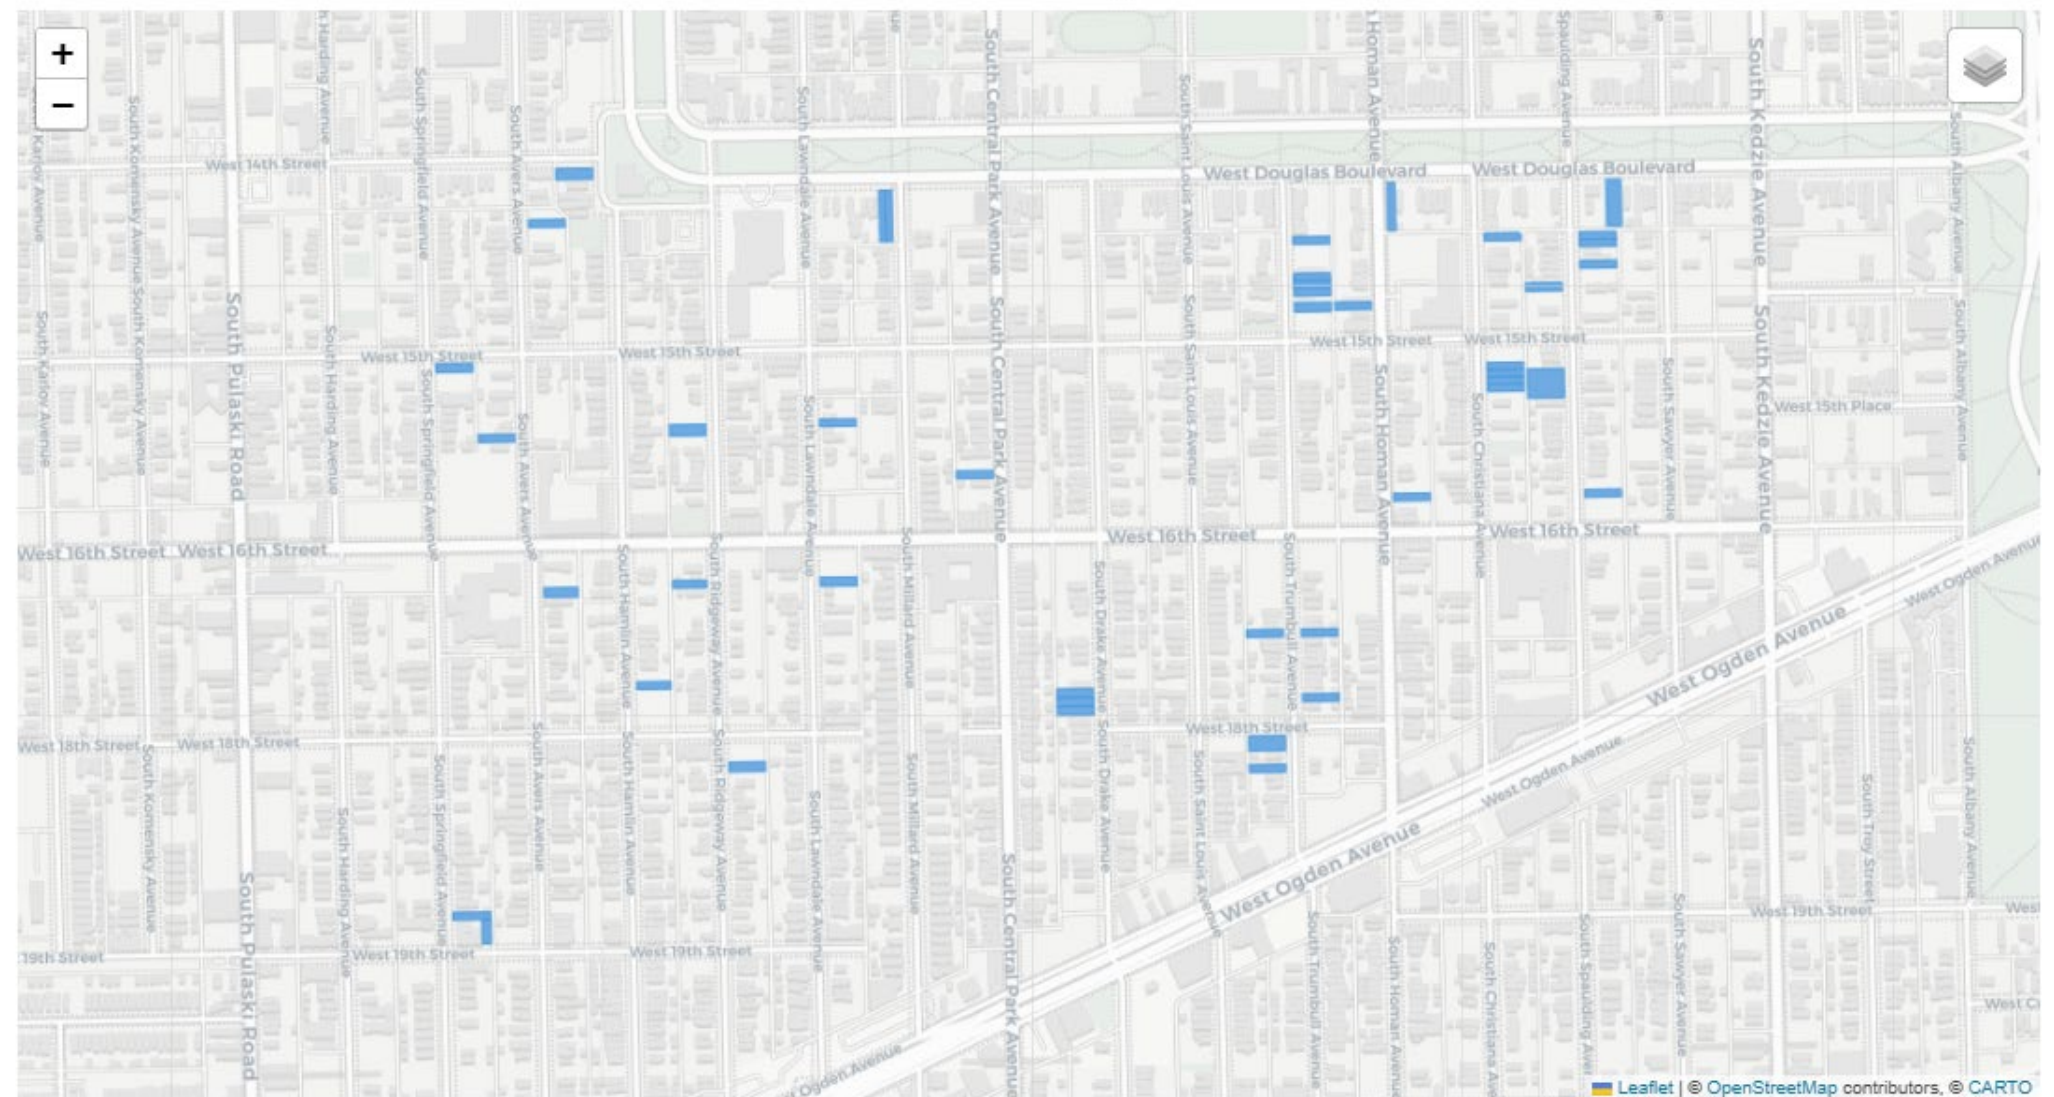 +
−
South Harding Avenue
Homan Avenue
Spaulding Avenue
South Central Park Avenue
South Kedzie Avenue
South Springfield Avenue
South Saint Louis Avenue
South Lawndale Avenue
South Komensky Avenue
South Komensky Avenue
South Avers Avenue
South Albany Avenue
Karlov Avenue
West 14th Street
West Douglas Boulevard
West Douglas Boulevard
South Pulaski Road
South Karlov Avenue
South Harding Avenue
South Central Park Avenue
South Saint Louis Avenue
South Kedzie Avenue
South Albany Avenue
West 15th Street
West 15th Street
West 15th Street
West 15th Street
South Springfield Avenue
South Avers Avenue
South Lawndale Avenue
South Homan Avenue
South Christiana Avenue
South Sawyer Avenue
West 15th Place
West 16th Street
West 16th Street
West 16th Street
West 16th Street
South Hamlin Avenue
South Ridgeway Avenue
South Millard Avenue
South Drake Avenue
South Trumbull Avenue
West Ogden Avenue
West Ogden Avenue
West 18th Street
West 18th Street
West 18th Street
South Komensky Avenue
South Springfield Avenue
South Harding Avenue
South Avers Avenue
South Hamlin Avenue
South Ridgeway Avenue
South Lawndale Avenue
South Millard Avenue
South Drake Avenue
South Saint Louis Avenue
West Ogden Avenue
West Ogden Avenue
South Troy Street
South Albany Avenue
South Pulaski Road
South Central Park Avenue
19th Street
West 19th Street
West 19th Street
West 19th Street
Wes
South Trumbull Avenue
South Homan Avenue
South Christiana Av
South Spaulding Aven
South Sawyer Avenue
West C
Ogden Avenue
Leaflet | © OpenStreetMap contributors, © CARTO